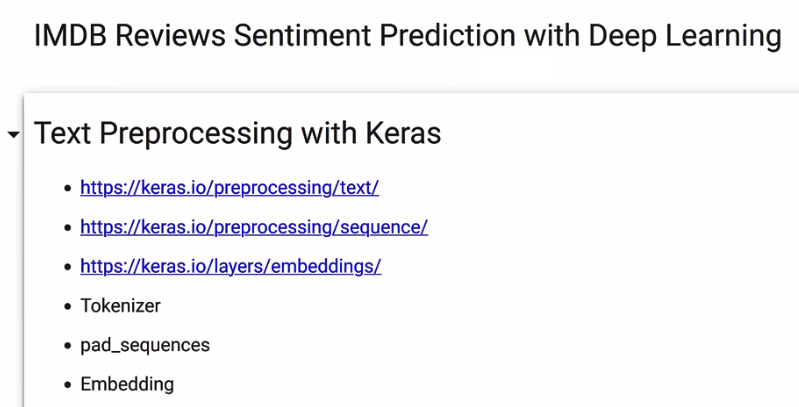 IMDB Reviews Sentiment Prediction with Deep Learning
Text Preprocessing with Keras
https://keras.io/preprocessing/text/
https://keras.io/preprocessing/sequence/
https://keras.io/layers/embeddings/
Tokenizer
pad_sequences
Embedding